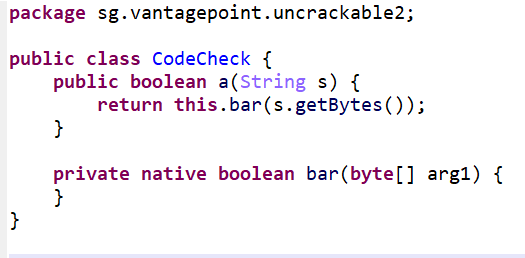 package sg.vantagepoint.uncrackable2;
public class CodeCheck {
    public boolean a(String s) {
        return this.bar(s.getBytes());
    }
    private native boolean bar(byte[] arg1) {
    }
}